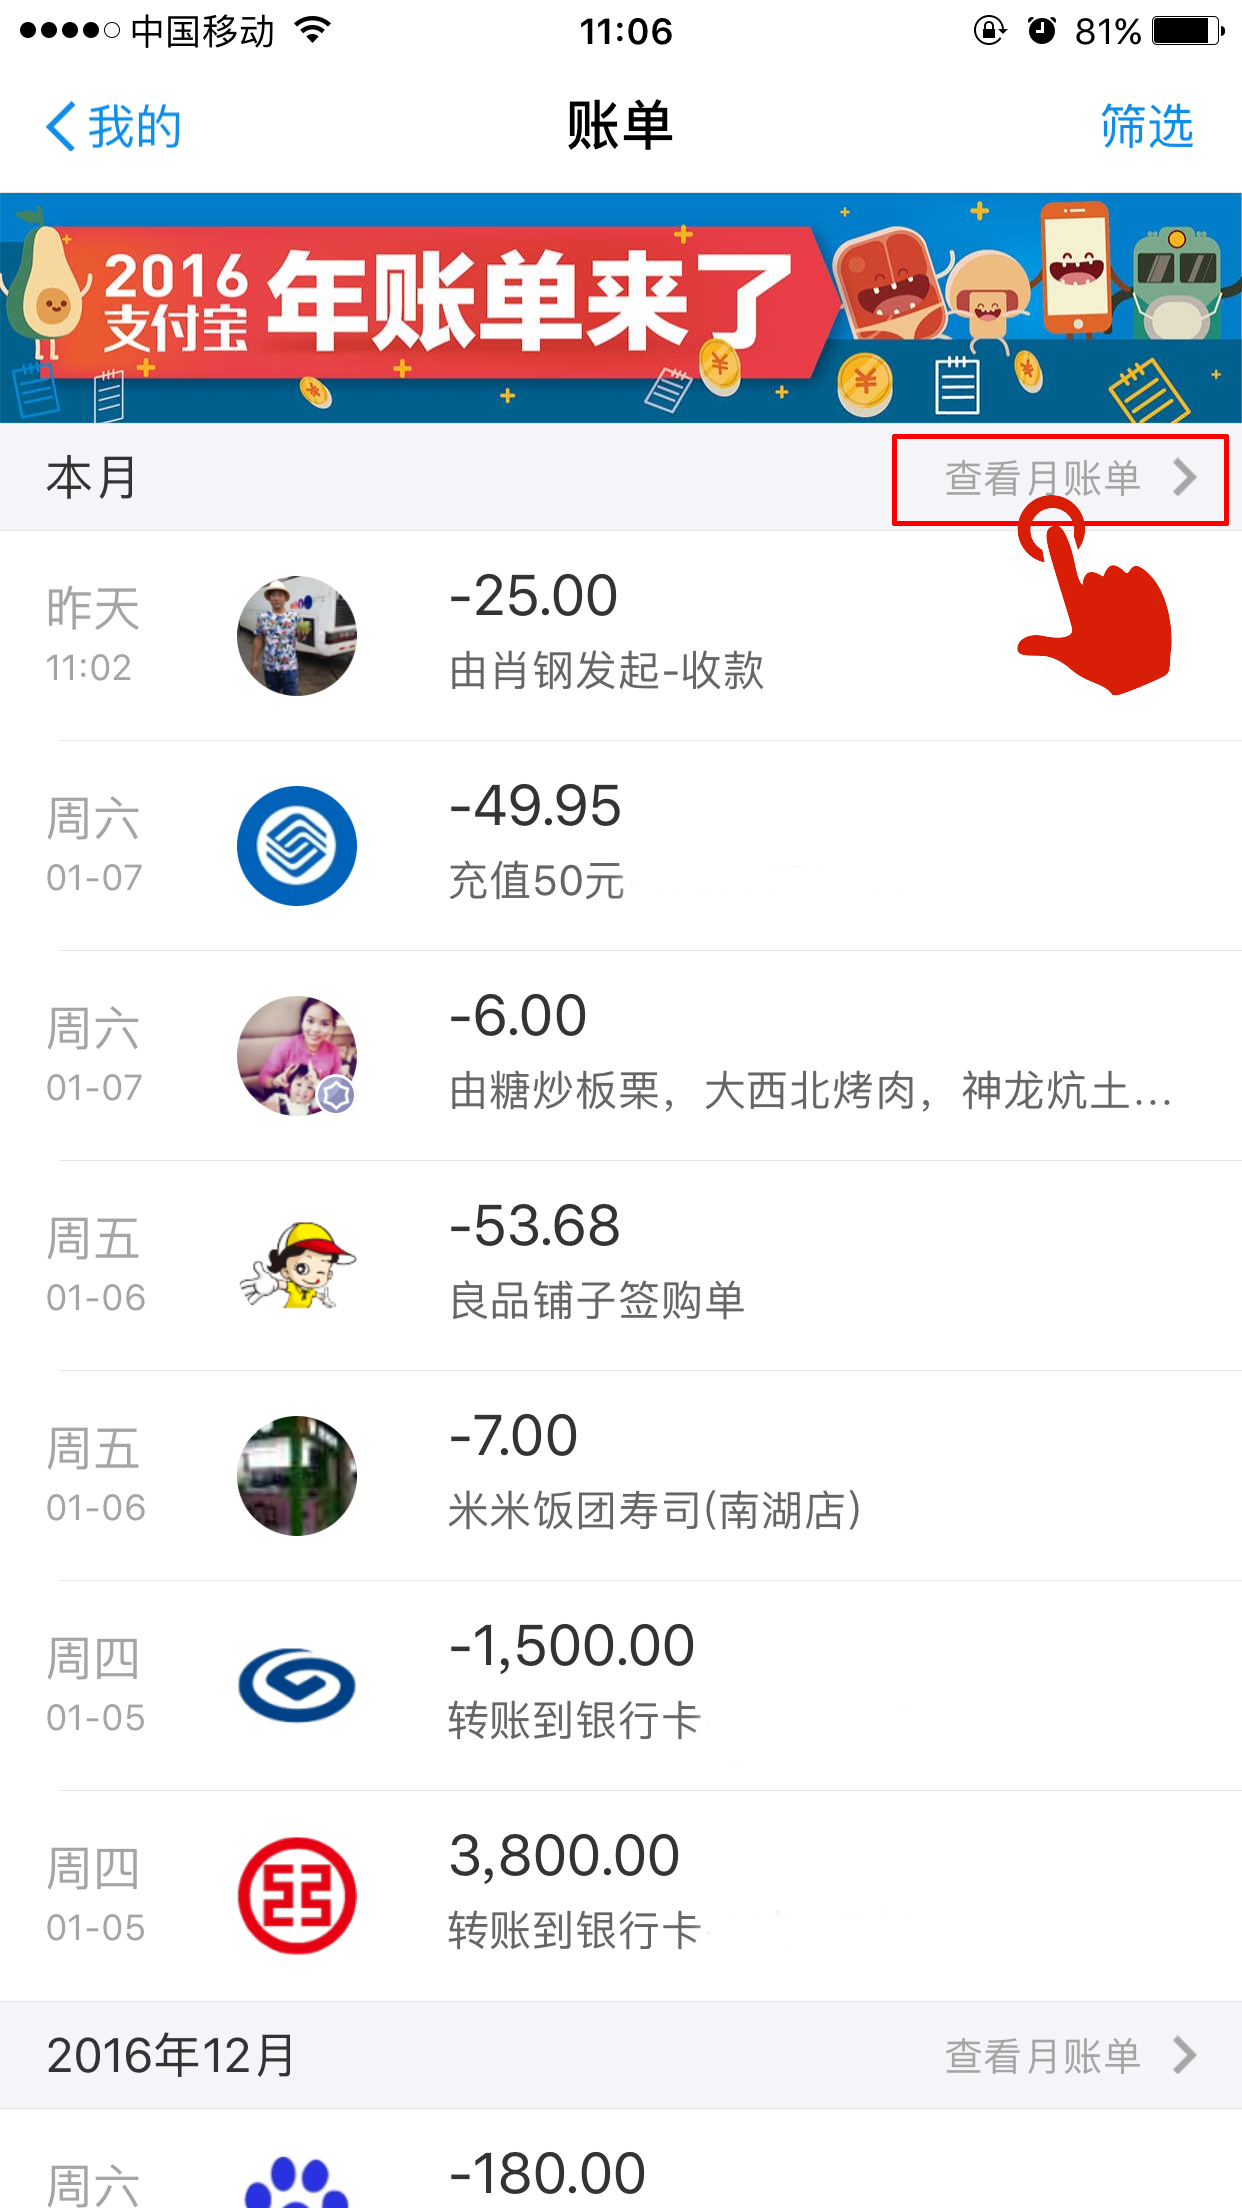 中国移动 11:06 81%
我的 账单 筛选
2016
支付宝 年账单来了
本月 查看月账单
昨天 -25.00
11:02 由肖钢发起-收款
周六 -49.95
01-07 充值50元
周六 -6.00
01-07 由糖炒板栗，大西北烤肉，神龙炕土...
周五 -53.68
01-06 良品铺子签购单
周五 -7.00
01-06 米米饭团寿司(南湖店)
周四 -1,500.00
01-05 转账到银行卡
周四 3,800.00
01-05 转账到银行卡
2016年12月 查看月账单
周六 -180.00